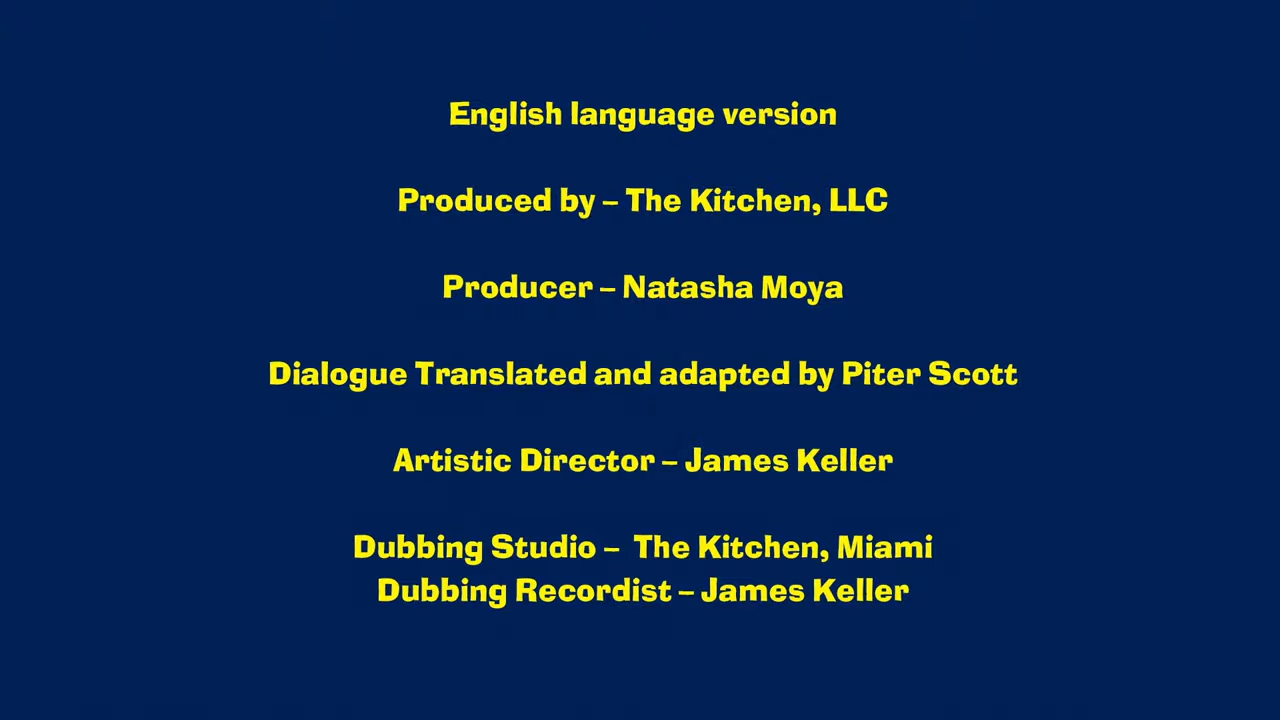 English language version
Produced by – The Kitchen, LLC
Producer – Natasha Moya
Dialogue Translated and adapted by Piter Scott
Artistic Director – James Keller
Dubbing Studio –  The Kitchen, Miami
Dubbing Recordist – James Keller